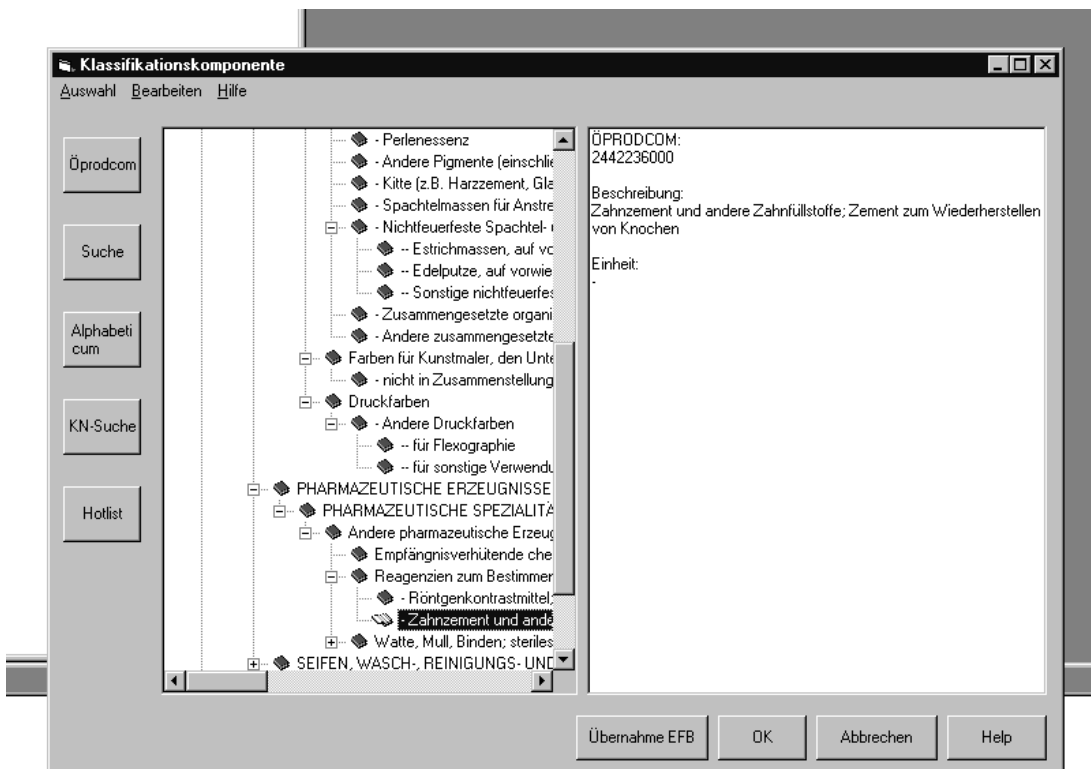 Klassifikationskomponente
Auswahl Bearbeiten Hilfe
Öprodcom
Suche
Alphabeti
cum
KN-Suche
Hotlist
- Perlenessenz
- Andere Pigmente (einschlie
- Kitte (z.B. Harzzement, Gla
- Spachtelmassen für Anstre
- Nichtfeuerfeste Spachtel- u
-- Estrichmassen, auf vo
-- Edelputze, auf vorwie
-- Sonstige nichtfeuerfes
- Zusammengesetzte organi
- Andere zusammengesetzte
Farben für Kunstmaler, den Unte
- nicht in Zusammenstellung
Druckfarben
- Andere Druckfarben
-- für Flexographie
-- für sonstige Verwendu
PHARMAZEUTISCHE ERZEUGNISSE
PHARMAZEUTISCHE SPEZIALITÄ
Andere pharmazeutische Erzeug
Empfängnisverhütende che
Reagenzien zum Bestimmen
- Röntgenkontrastmittel;
- Zahnzement und ande
Watte, Mull, Binden; steriles
SEIFEN, WASCH-, REINIGUNGS- UND
ÖPRODCOM:
2442236000
Beschreibung:
Zahnzement und andere Zahnfüllstoffe; Zement zum Wiederherstellen
von Knochen
Einheit:
-
Übernahme EFB
OK
Abbrechen
Help